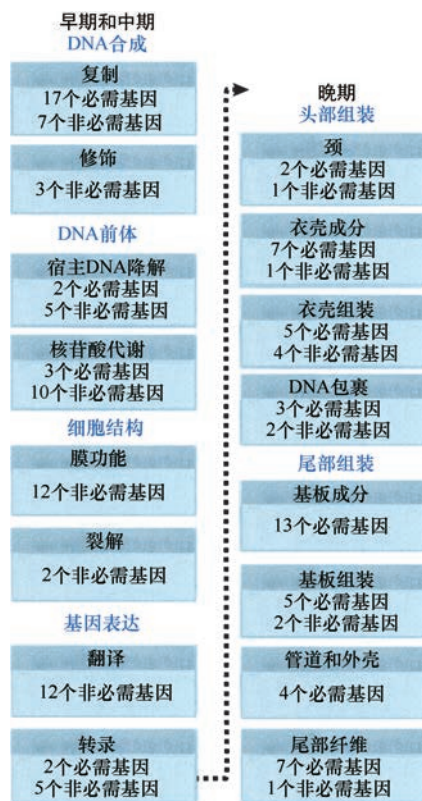 早期和中期
DNA合成
复制
17个必需基因
7个非必需基因
修饰
3个非必需基因
DNA前体
宿主DNA降解
2个必需基因
5个非必需基因
核苷酸代谢
3个必需基因
10个非必需基因
细胞结构
膜功能
12个非必需基因
裂解
2个非必需基因
基因表达
翻译
12个非必需基因
转录
2个必需基因
5个非必需基因
晚期
头部组装
颈
2个必需基因
1个非必需基因
衣壳成分
7个必需基因
1个非必需基因
衣壳组装
5个必需基因
4个非必需基因
DNA包裹
3个必需基因
2个非必需基因
尾部组装
基板成分
13个必需基因
基板组装
5个必需基因
2个非必需基因
管道和外壳
4个必需基因
尾部纤维
7个必需基因
1个非必需基因